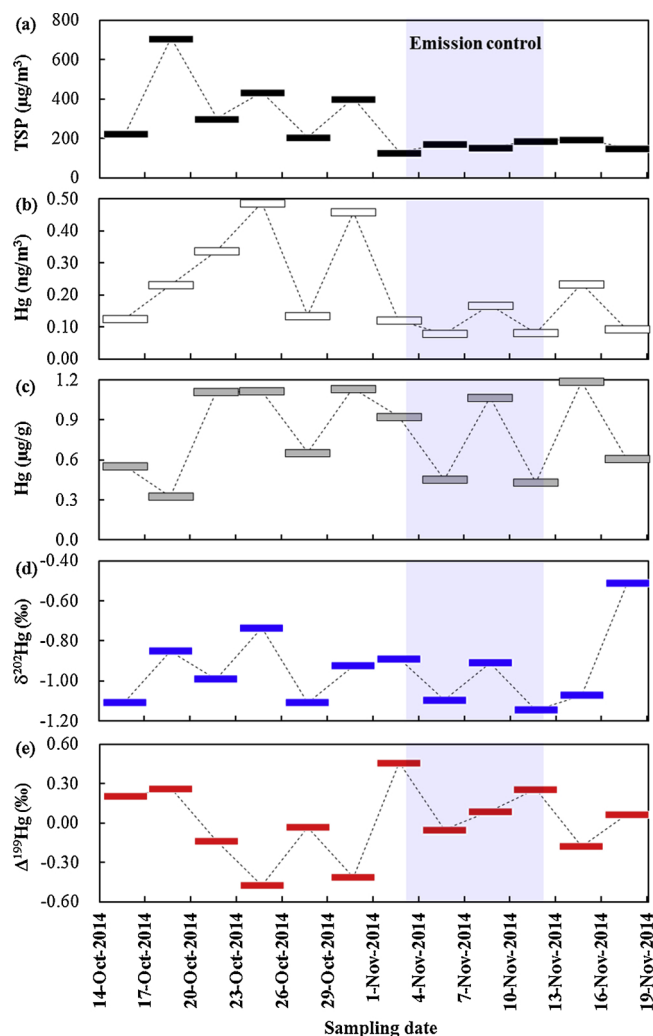 (a)
Emission control
TSP (μg/m³)
800
600
400
200
0
(b)
Hg (ng/m³)
0.50
0.40
0.30
0.20
0.10
0.00
(c)
Hg (μg/g)
1.2
0.9
0.6
0.3
0.0
(d)
δ²⁰²Hg (‰)
-0.40
-0.60
-0.80
-1.00
-1.20
(e)
Δ¹⁹⁹Hg (‰)
0.60
0.30
0.00
-0.30
-0.60
14-Oct-2014
17-Oct-2014
20-Oct-2014
23-Oct-2014
26-Oct-2014
29-Oct-2014
1-Nov-2014
4-Nov-2014
7-Nov-2014
10-Nov-2014
13-Nov-2014
16-Nov-2014
19-Nov-2014
Sampling date